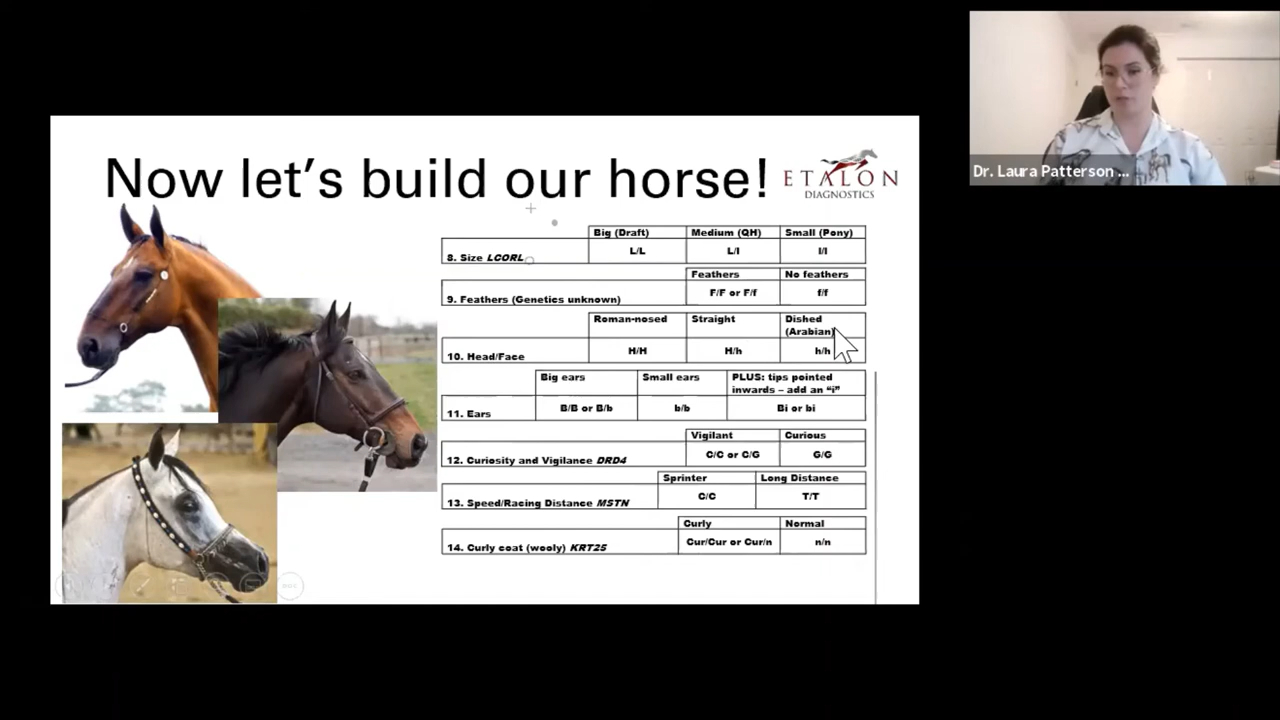 Dr. Laura Patterson ...
Now let's build our horse!
ETALON
DIAGNOSTICS
Big (Draft) Medium (QH) Small (Pony)
8. Size LCORL L/L L/l l/l
Feathers No feathers
9. Feathers (Genetics unknown) F/F or F/f f/f
Roman-nosed Straight Dished
(Arabian)
10. Head/Face H/H H/h h/h
Big ears Small ears PLUS: tips pointed
inwards – add an "i"
11. Ears B/B or B/b b/b Bi or bi
Vigilant Curious
12. Curiosity and Vigilance DRD4 C/C or C/G G/G
Sprinter Long Distance
13. Speed/Racing Distance MSTN C/C T/T
Curly Normal
14. Curly coat (wooly) KRT25 Cur/Cur or Cur/n n/n